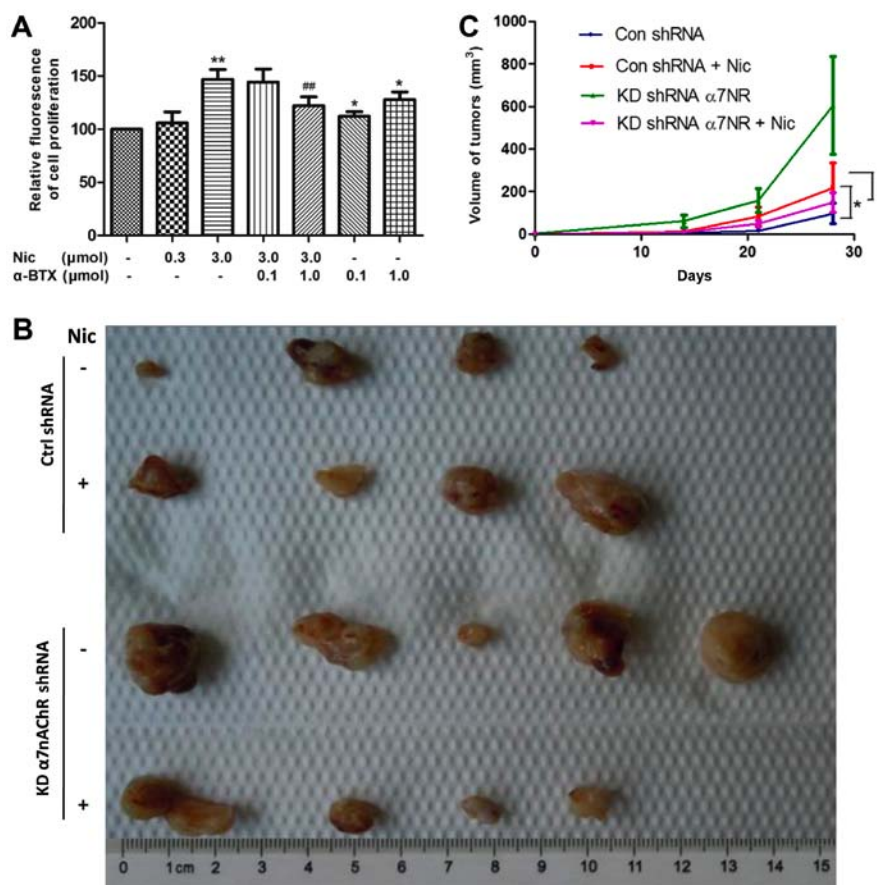 A
Relative fluorescence
of cell proliferation
200
150
100
50
0
**
##
*
*
Nic (μmol) - 0.3 3.0 3.0 3.0 - -
α-BTX (μmol) - - - 0.1 1.0 0.1 1.0
C
Volume of tumors (mm³)
1000
800
600
400
200
0
0 10 20 30
Days
Con shRNA
Con shRNA + Nic
KD shRNA α7NR
KD shRNA α7NR + Nic
*
B
Nic
Ctrl shRNA
-
+
KD α7nAChR shRNA
-
+
0 1cm 2 3 4 5 6 7 8 9 10 11 12 13 14 15